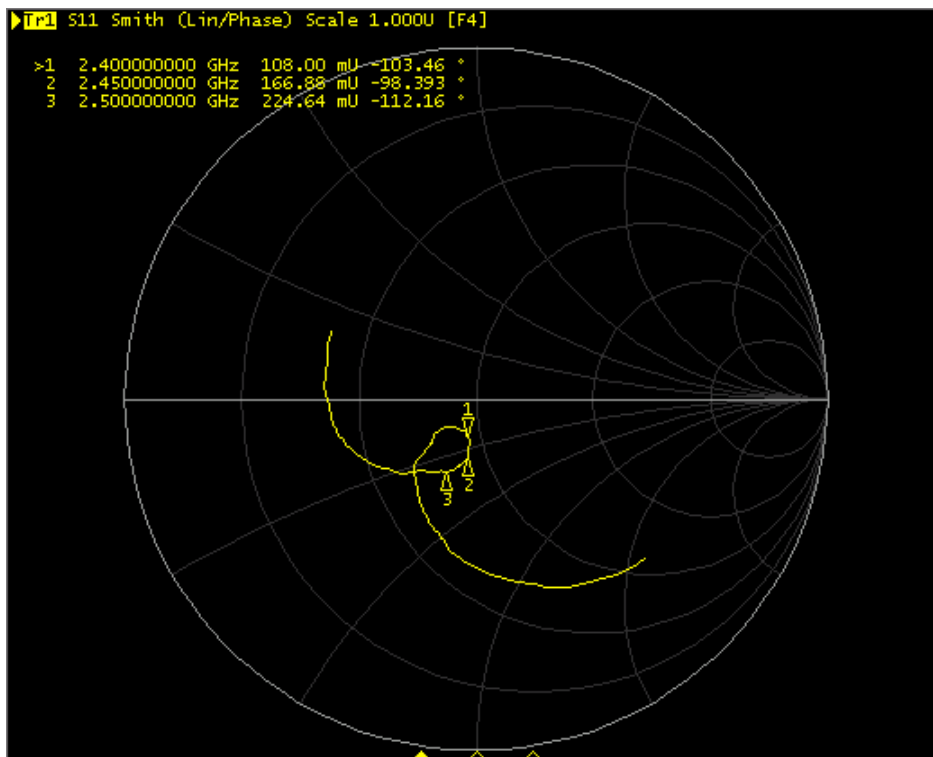 Tr1 S11 Smith (Lin/Phase) Scale 1.000U [F4]
>1 2.400000000 GHz 108.00 mU -103.46 °
2 2.450000000 GHz 166.88 mU -98.393 °
3 2.500000000 GHz 224.64 mU -112.16 °
1
2
3